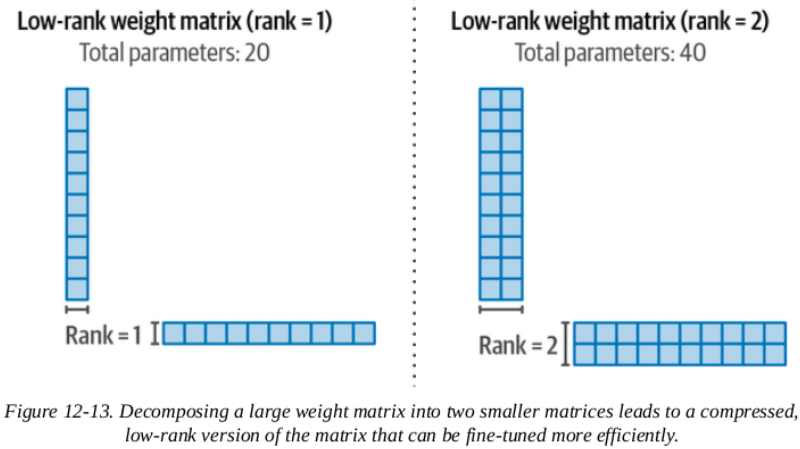 Low-rank weight matrix (rank = 1)
Total parameters: 20
Rank = 1
Low-rank weight matrix (rank = 2)
Total parameters: 40
Rank = 2
Figure 12-13. Decomposing a large weight matrix into two smaller matrices leads to a compressed,
low-rank version of the matrix that can be fine-tuned more efficiently.